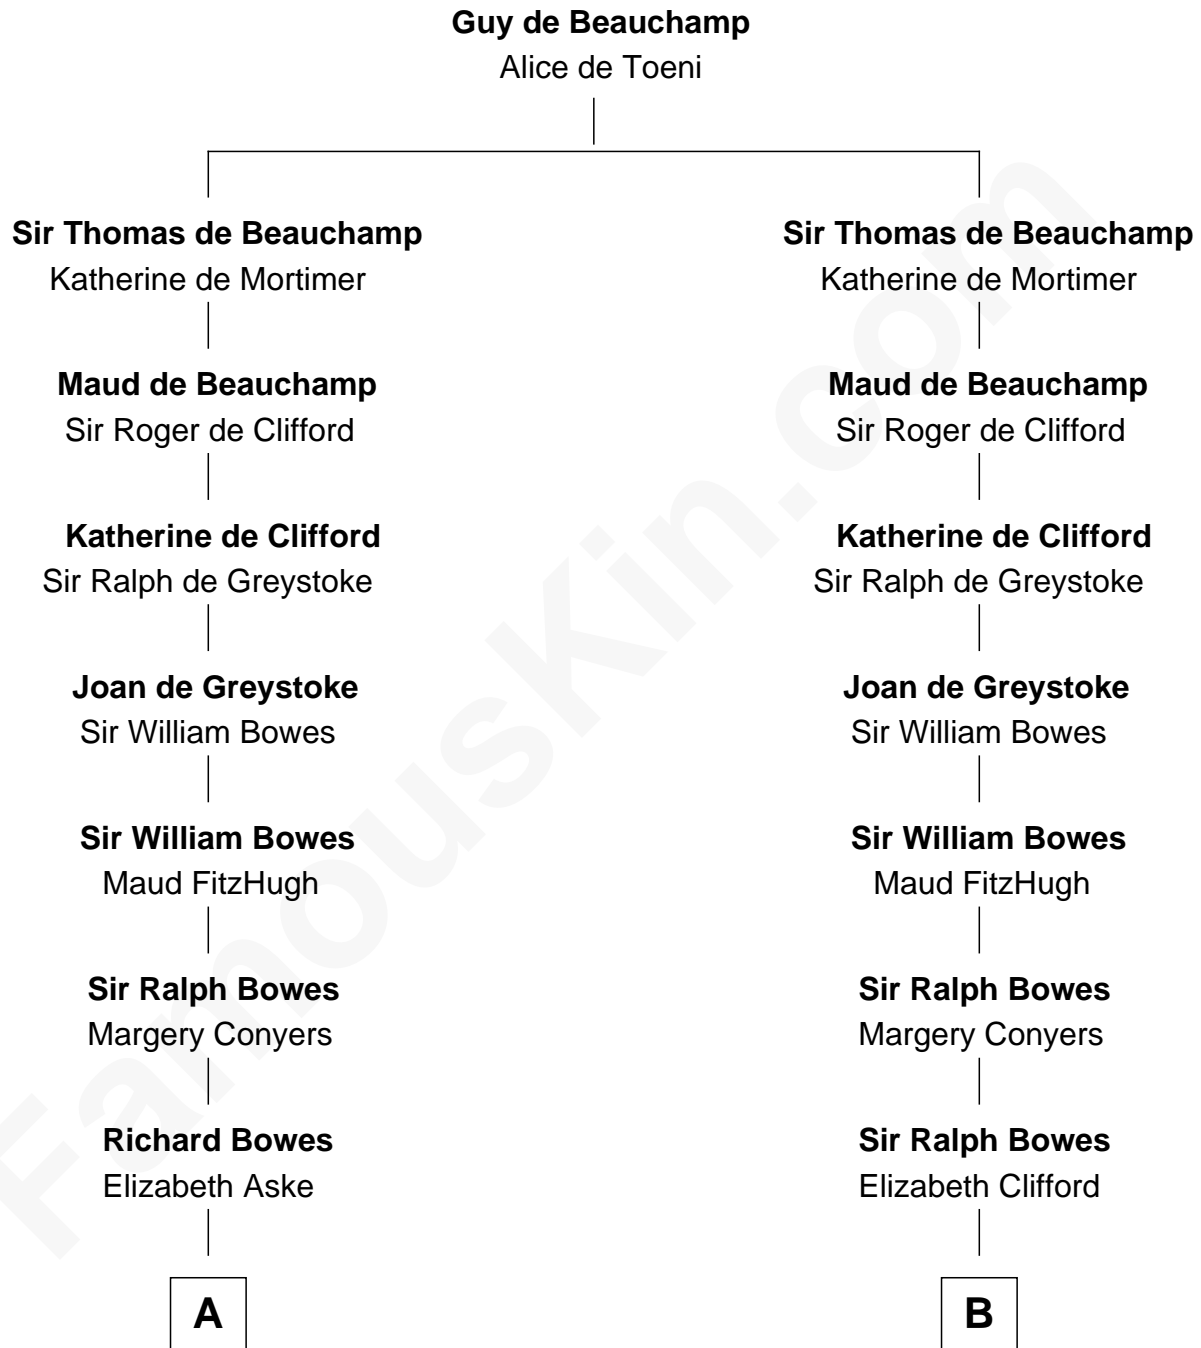 Guy de Beauchamp
Alice de Toeni
Sir Thomas de Beauchamp
Katherine de Mortimer
Sir Thomas de Beauchamp
Katherine de Mortimer
Maud de Beauchamp
Sir Roger de Clifford
Maud de Beauchamp
Sir Roger de Clifford
Katherine de Clifford
Sir Ralph de Greystoke
Katherine de Clifford
Sir Ralph de Greystoke
Joan de Greystoke
Sir William Bowes
Joan de Greystoke
Sir William Bowes
Sir William Bowes
Maud FitzHugh
Sir William Bowes
Maud FitzHugh
Sir Ralph Bowes
Margery Conyers
Sir Ralph Bowes
Margery Conyers
Richard Bowes
Elizabeth Aske
Sir Ralph Bowes
Elizabeth Clifford
A
B
FamousKin.com